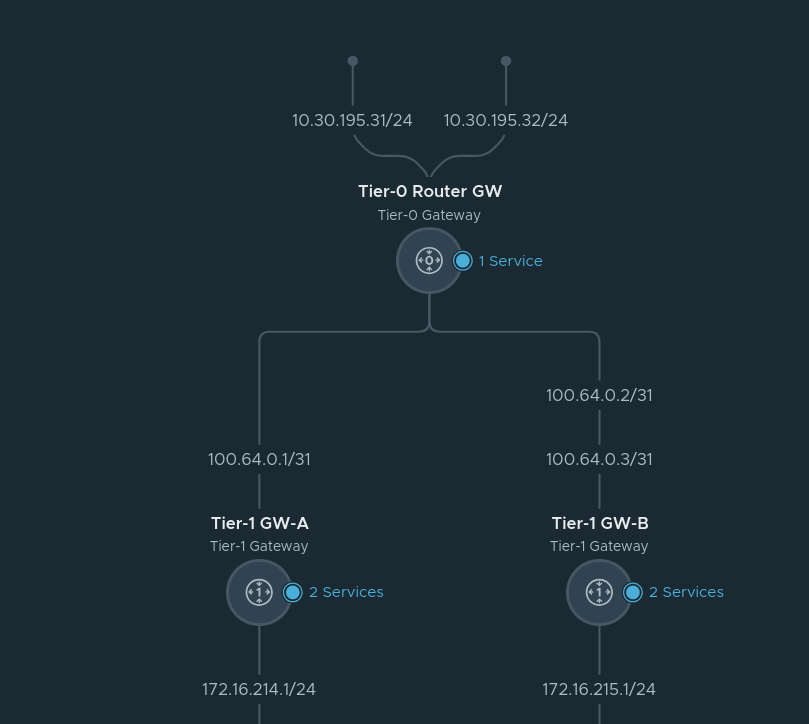 10.30.195.31/24 10.30.195.32/24
Tier-0 Router GW
Tier-0 Gateway
0
1 Service
100.64.0.2/31
100.64.0.1/31 100.64.0.3/31
Tier-1 GW-A Tier-1 GW-B
Tier-1 Gateway Tier-1 Gateway
1 2 Services 1 2 Services
172.16.214.1/24 172.16.215.1/24